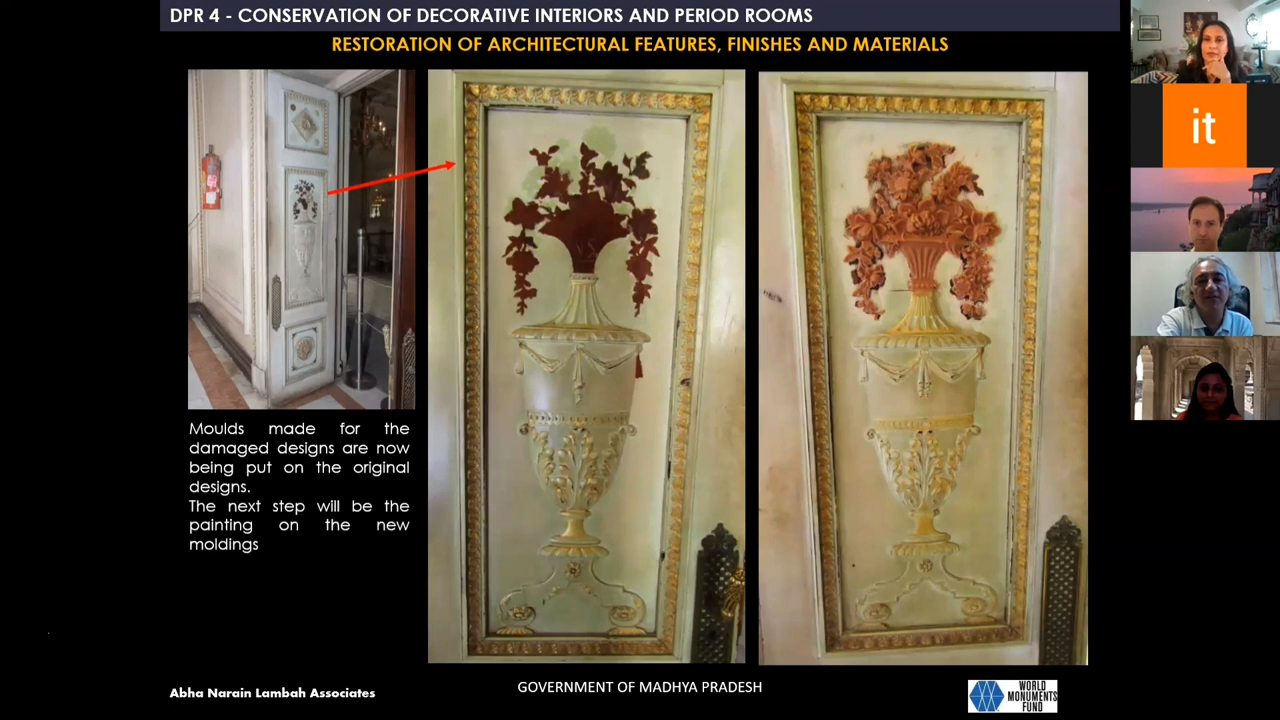 DPR 4 - CONSERVATION OF DECORATIVE INTERIORS AND PERIOD ROOMS
RESTORATION OF ARCHITECTURAL FEATURES, FINISHES AND MATERIALS
it
Moulds made for the
damaged designs are now
being put on the original
designs.
The next step will be the
painting on the new
moldings
Abha Narain Lambah Associates
GOVERNMENT OF MADHYA PRADESH
WORLD
MONUMENTS
FUND